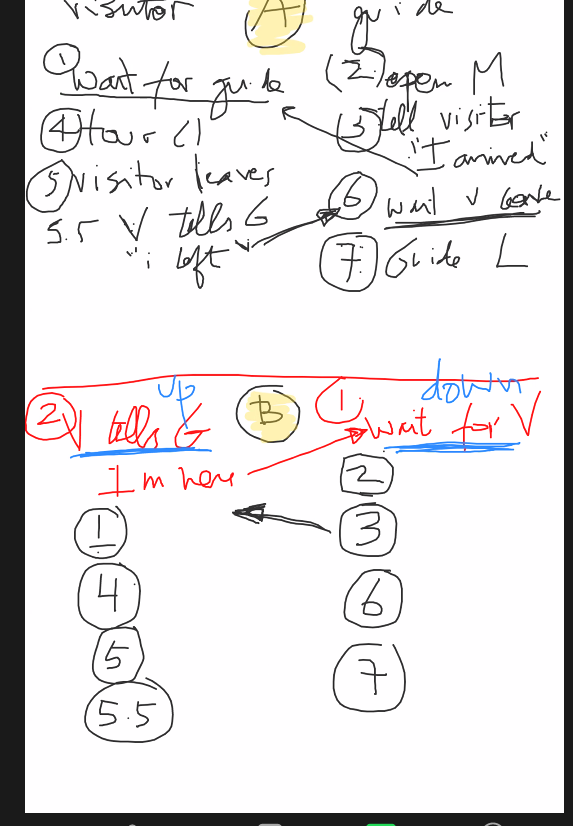 visitor A guide
① Wait for guide
② open M
④ tour ()
③ tell visiter
"I arrived"
⑤ visitor leaves
⑥ wait v leave
5.5 V tells G
"i left"
⑦ Guide L
up down
② V tells G B ① wait for V
I m here
②
① ③
④ ⑥
⑤ ⑦
5.5